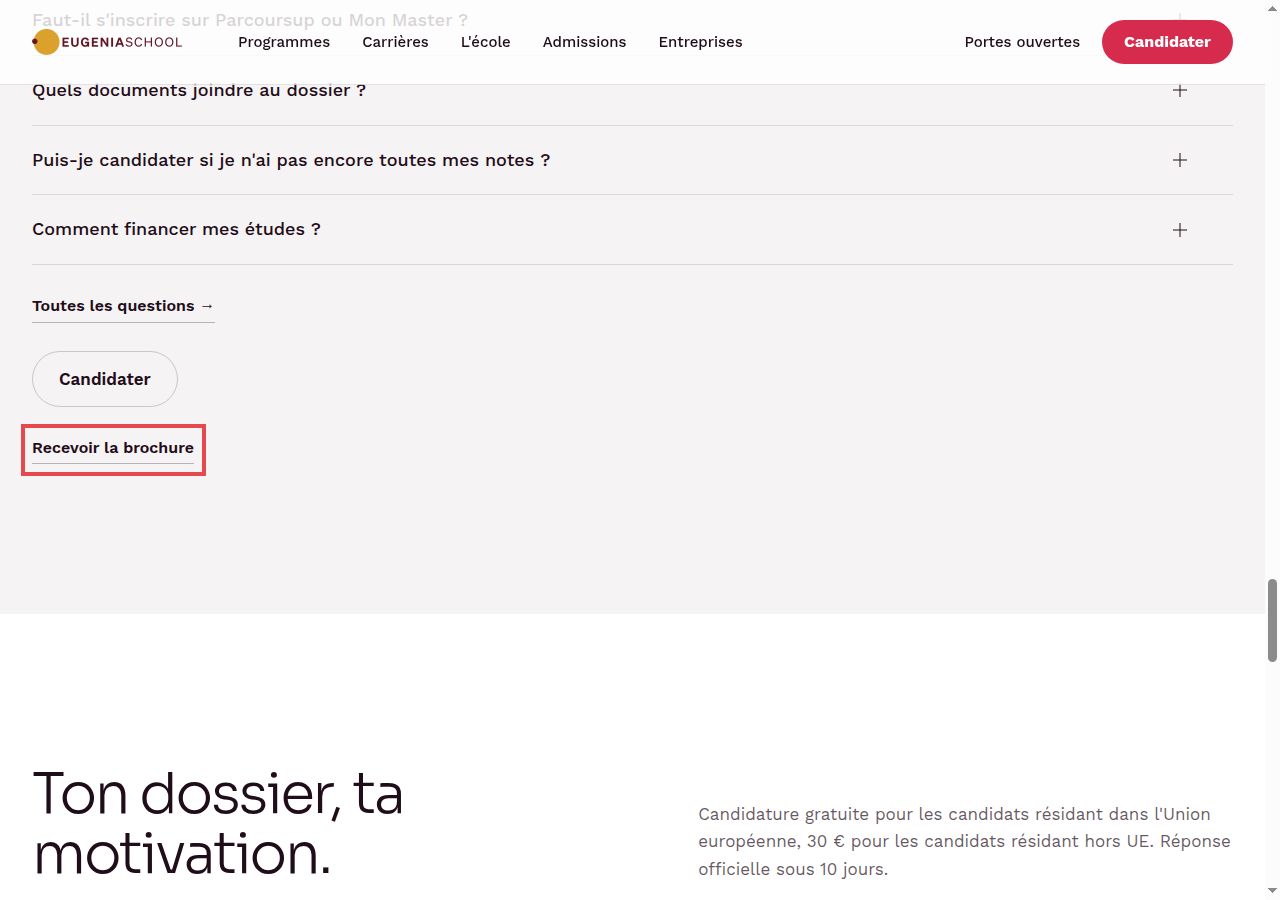 Faut-il s'inscrire sur Parcoursup ou Mon Master ?
EUGENIASCHOOL
Programmes
Carrières
L'école
Admissions
Entreprises
Portes ouvertes
Candidater
Quels documents joindre au dossier ?
Puis-je candidater si je n'ai pas encore toutes mes notes ?
Comment financer mes études ?
Toutes les questions →
Candidater
Recevoir la brochure
Ton dossier, ta
motivation.
Candidature gratuite pour les candidats résidant dans l'Union
européenne, 30 € pour les candidats résidant hors UE. Réponse
officielle sous 10 jours.